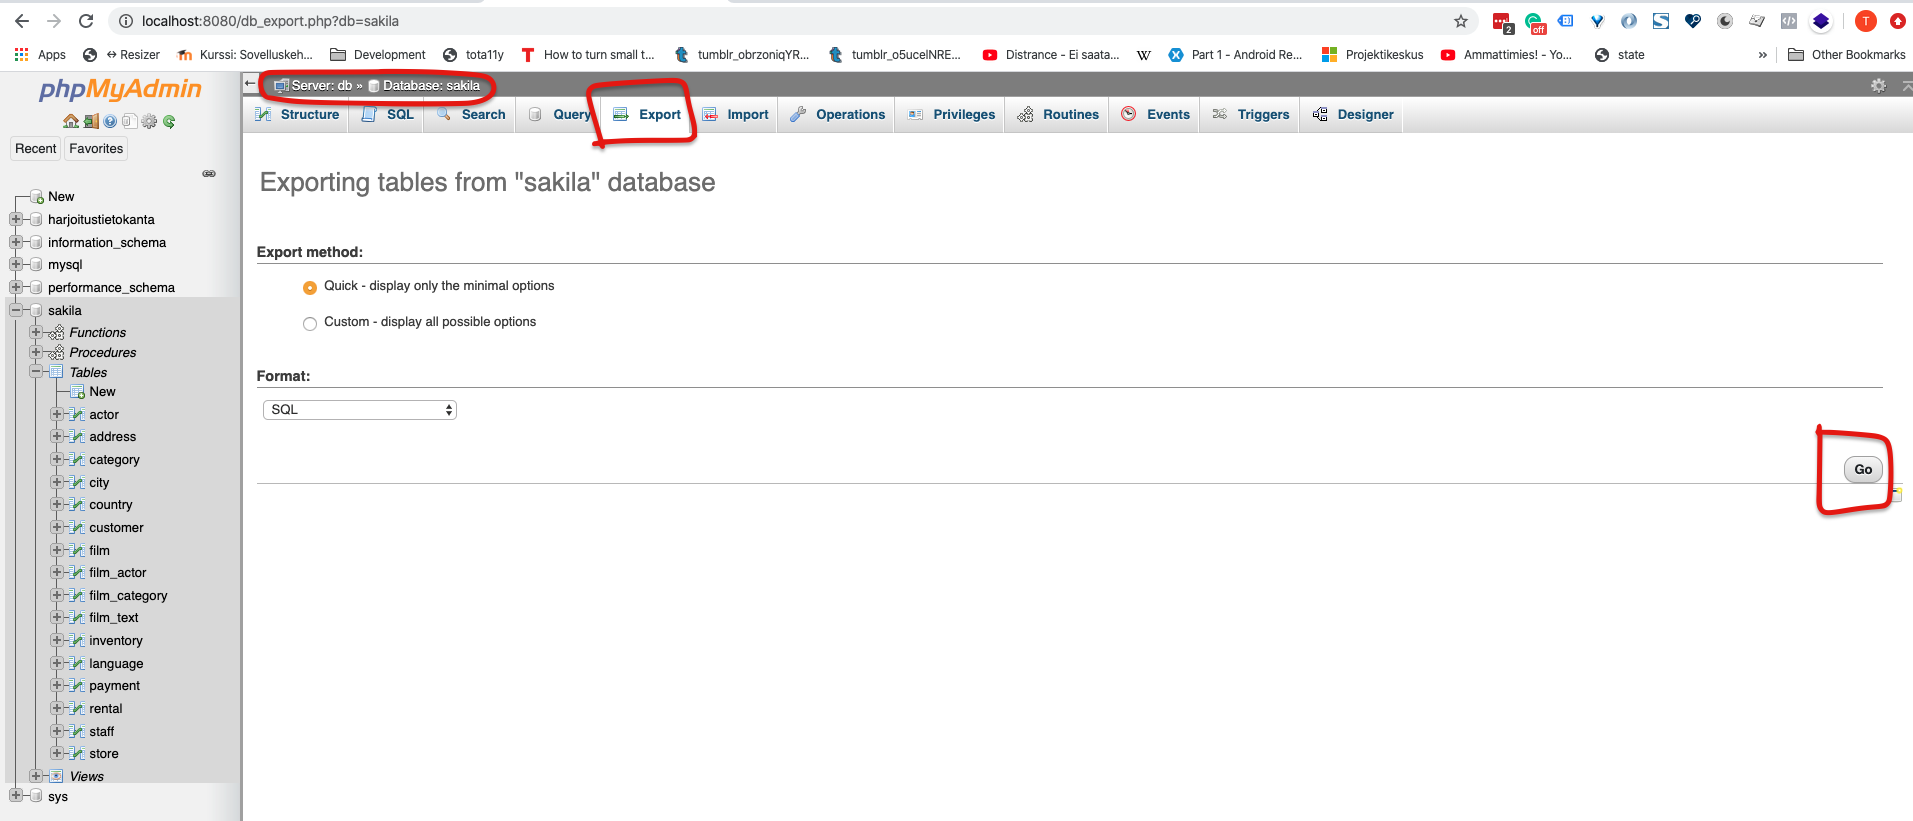 localhost:8080/db_export.php?db=sakila
2
off
T
Apps
↔ Resizer
Kurssi: Sovelluskeh...
Development
tota11y
How to turn small t...
tumblr_obrzoniqYR...
tumblr_o5ucelNRE...
Distrance - Ei saata...
W
Part 1 - Android Re...
Projektikeskus
Ammattimies! - Yo...
state
»
Other Bookmarks
phpMyAdmin
Recent
Favorites
New
harjoitustietokanta
information_schema
mysql
performance_schema
sakila
Functions
Procedures
Tables
New
actor
address
category
city
country
customer
film
film_actor
film_category
film_text
inventory
language
payment
rental
staff
store
Views
sys
Server: db » Database: sakila
Structure
SQL
Search
Query
Export
Import
Operations
Privileges
Routines
Events
Triggers
Designer
Exporting tables from "sakila" database
Export method:
Quick - display only the minimal options
Custom - display all possible options
Format:
SQL
Go